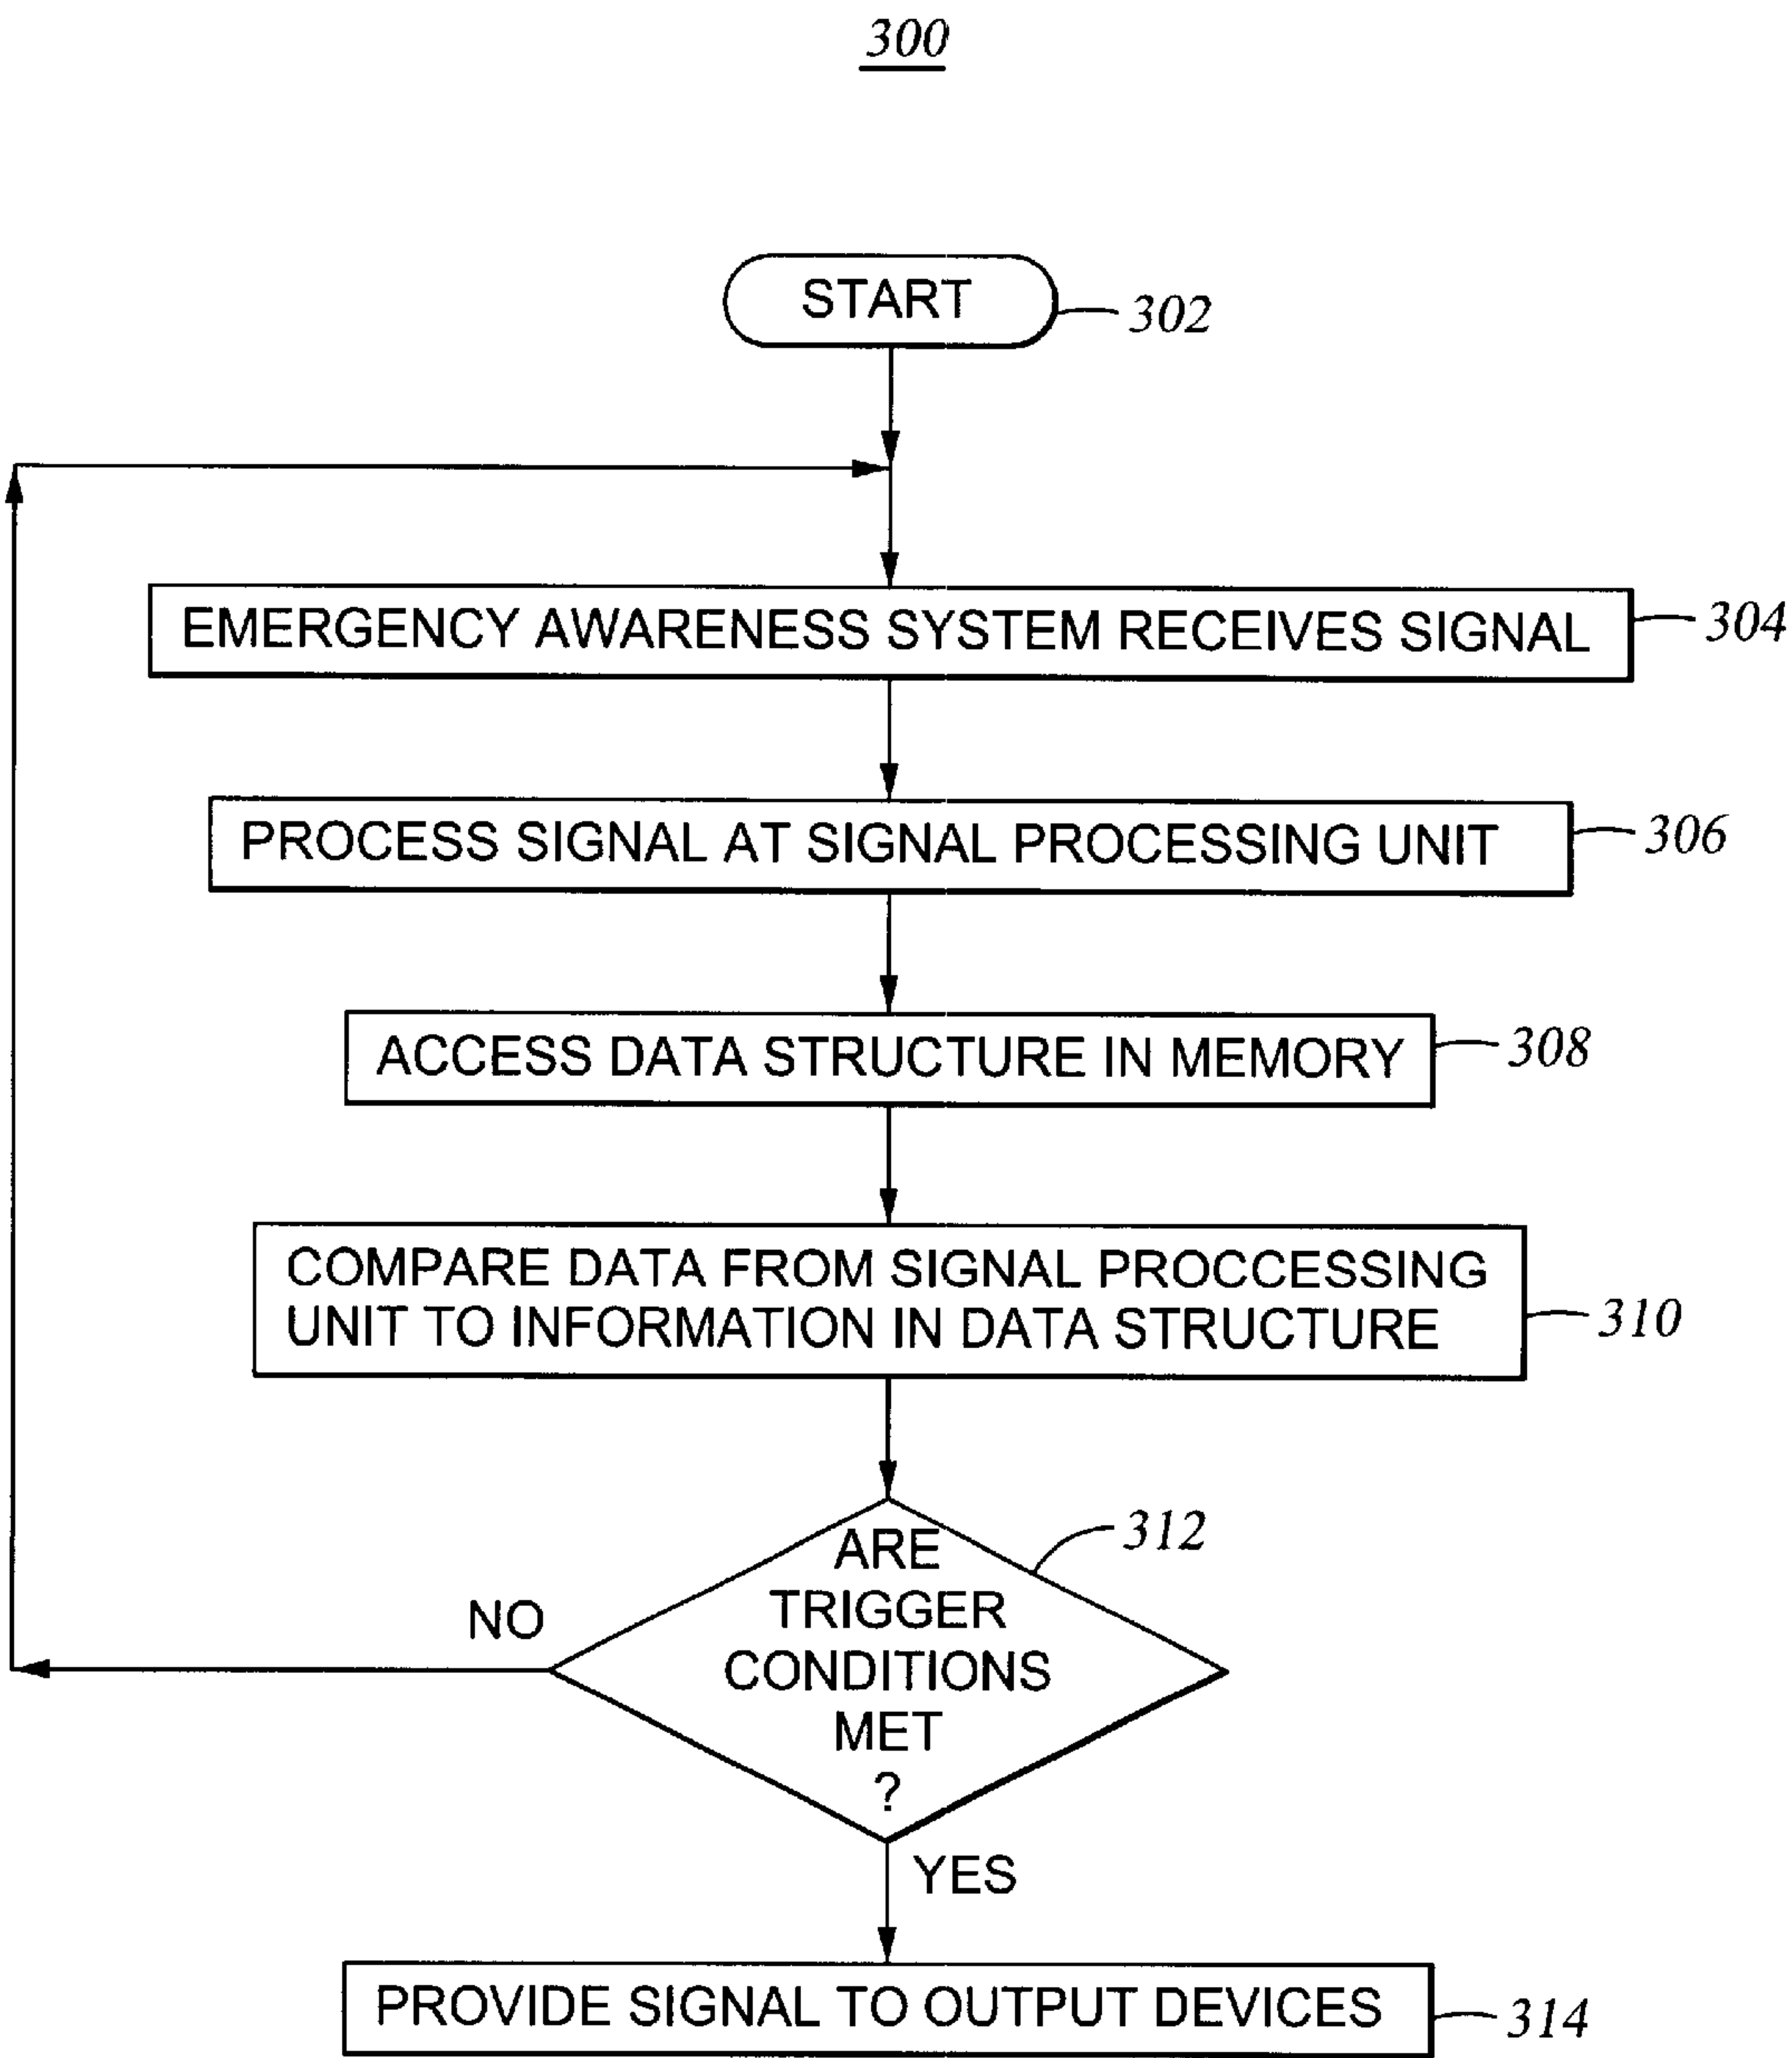 300
START
302
EMERGENCY AWARENESS SYSTEM RECEIVES SIGNAL
304
PROCESS SIGNAL AT SIGNAL PROCESSING UNIT
306
ACCESS DATA STRUCTURE IN MEMORY
308
COMPARE DATA FROM SIGNAL PROCCESSING
UNIT TO INFORMATION IN DATA STRUCTURE
310
ARE
TRIGGER
CONDITIONS
MET
?
312
NO
YES
PROVIDE SIGNAL TO OUTPUT DEVICES
314